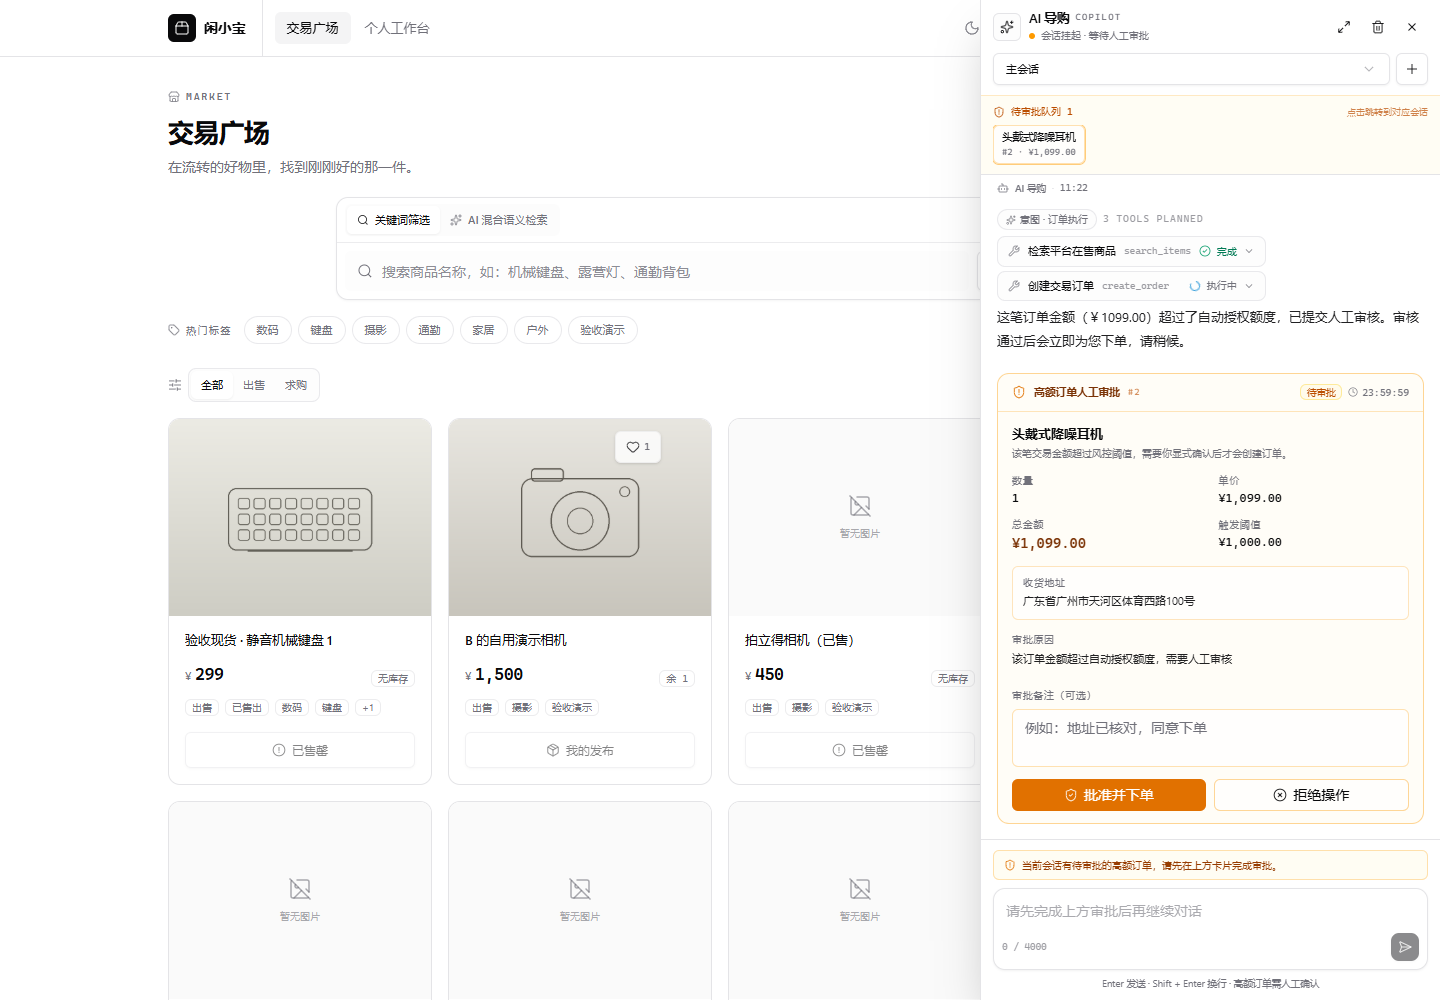 闲小宝
交易广场
个人工作台
MARKET
交易广场
在流转的好物里，找到刚刚好的那一件。
关键词筛选
AI 混合语义检索
搜索商品名称，如：机械键盘、露营灯、通勤背包
热门标签
数码
键盘
摄影
通勤
家居
户外
验收演示
全部
出售
求购
验收现货 · 静音机械键盘 1
¥ 299
无库存
出售
已售出
数码
键盘
+1
已售罄
1
B 的自用演示相机
¥ 1,500
余 1
出售
摄影
验收演示
我的发布
暂无图片
拍立得相机（已售）
¥ 450
无库存
出售
摄影
验收演示
已售罄
暂无图片
暂无图片
暂无图片
AI 导购 COPILOT
会话挂起 · 等待人工审批
主会话
待审批队列 1
点击跳转到对应会话
头戴式降噪耳机
#2 · ¥1,099.00
AI 导购 · 11:22
意图 · 订单执行
3 TOOLS PLANNED
检索平台在售商品 search_items 完成
创建交易订单 create_order 执行中
这笔订单金额（¥1099.00）超过了自动授权额度，已提交人工审核。审核
通过后会立即为您下单，请稍候。
高额订单人工审批 #2
待审批
23:59:59
头戴式降噪耳机
该笔交易金额超过风控阈值，需要你显式确认后才会创建订单。
数量
1
单价
¥1,099.00
总金额
¥1,099.00
触发阈值
¥1,000.00
收货地址
广东省广州市天河区体育西路100号
审批原因
该订单金额超过自动授权额度，需要人工审核
审批备注（可选）
例如：地址已核对，同意下单
批准并下单
拒绝操作
当前会话有待审批的高额订单，请先在上方卡片完成审批。
请先完成上方审批后再继续对话
0 / 4000
Enter 发送 · Shift + Enter 换行 · 高额订单需人工确认